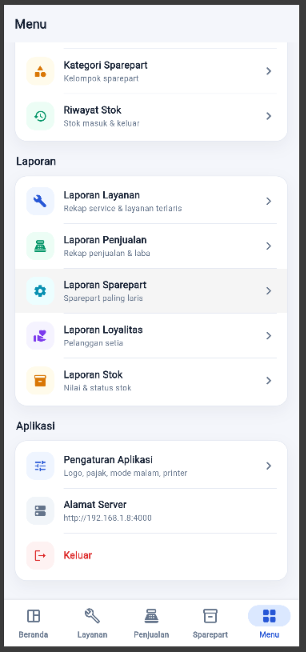 Menu
Kategori Sparepart
Kelompok sparepart
Riwayat Stok
Stok masuk & keluar
Laporan
Laporan Layanan
Rekap service & layanan terlaris
Laporan Penjualan
Rekap penjualan & laba
Laporan Sparepart
Sparepart paling laris
Laporan Loyalitas
Pelanggan setia
Laporan Stok
Nilai & status stok
Aplikasi
Pengaturan Aplikasi
Logo, pajak, mode malam, printer
Alamat Server
http://192.168.1.8:4000
Keluar
Beranda Layanan Penjualan Sparepart Menu